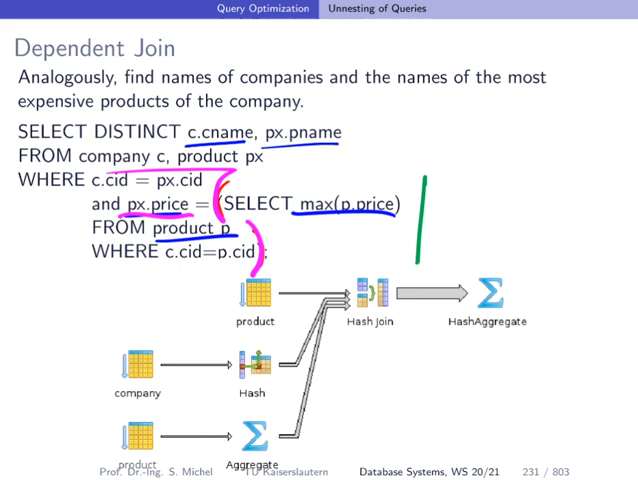 Query Optimization Unnesting of Queries
Dependent Join
Analogously, find names of companies and the names of the most
expensive products of the company.
SELECT DISTINCT c.cname, px.pname
FROM company c, product px
WHERE c.cid = px.cid
and px.price = (SELECT max(p.price)
FROM product p
WHERE c.cid=p.cid);
product Hash Join HashAggregate
company Hash
product Aggregate
Prof. Dr.-Ing. S. Michel TU Kaiserslautern Database Systems, WS 20/21 231 / 803